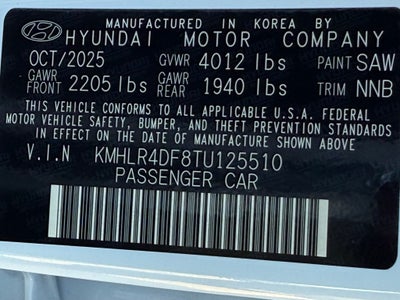 MANUFACTURED IN KOREA BY
HYUNDAI MOTOR COMPANY
OCT/2025 GVWR 4012 lbs PAINT SAW
GAWR FRONT 2205 lbs GAWR REAR 1940 lbs TRIM NNB
THIS VEHICLE CONFORMS TO ALL APPLICABLE U.S.A. FEDERAL
MOTOR VEHICLE SAFETY, BUMPER, AND THEFT PREVENTION STANDARDS
IN EFFECT ON THE DATE OF MANUFACTURE SHOWN ABOVE.
V.I.N KMHLR4DF8TU125510
PASSENGER CAR